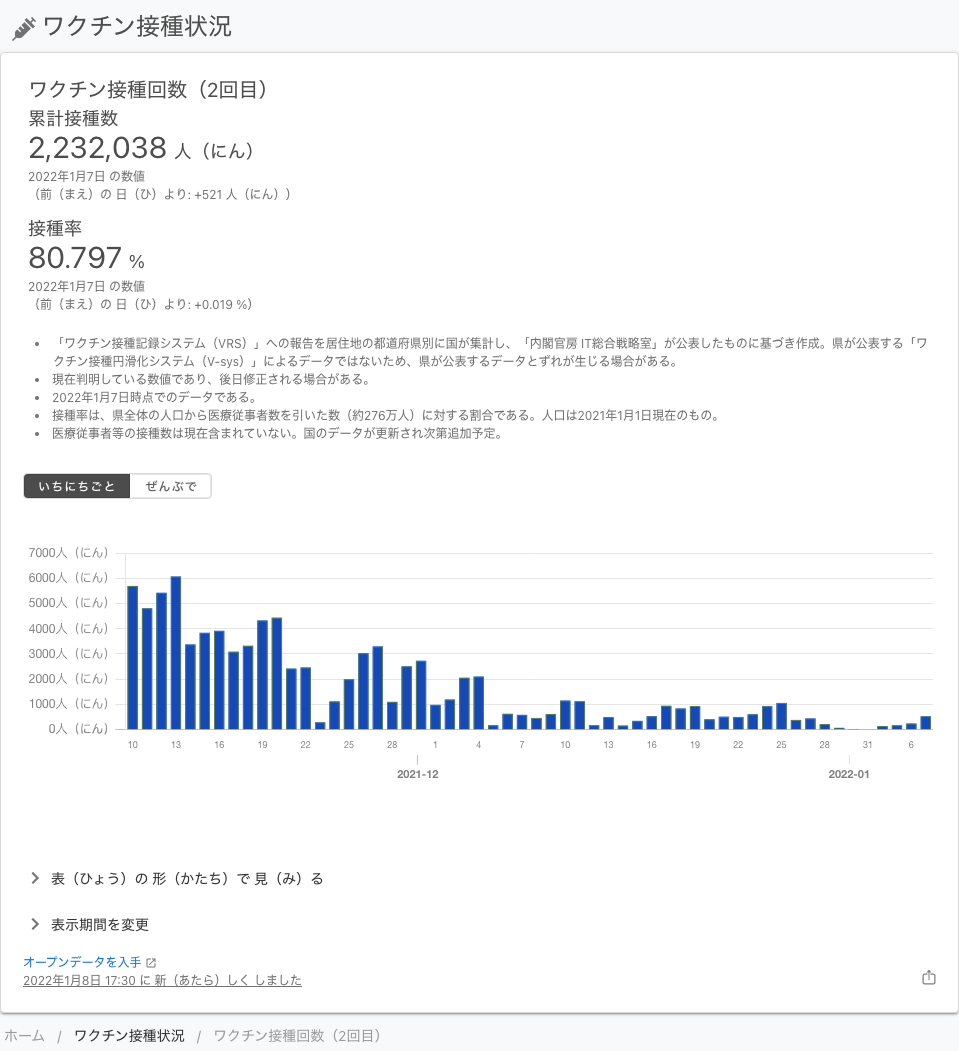 ワクチン接種状況
ワクチン接種回数（2回目）
累計接種数
2,232,038 人（にん）
2022年1月7日 の数値
（前（まえ）の 日（ひ）より: +521 人（にん））
接種率
80.797 %
2022年1月7日 の数値
（前（まえ）の 日（ひ）より: +0.019 %）
• 「ワクチン接種記録システム（VRS）」への報告を居住地の都道府県別に国が集計し、「内閣官房 IT総合戦略室」が公表したものに基づき作成。県が公表する「ワ
クチン接種円滑化システム（V-sys）」によるデータではないため、県が公表するデータとずれが生じる場合がある。
• 現在判明している数値であり、後日修正される場合がある。
• 2022年1月7日時点でのデータである。
• 接種率は、県全体の人口から医療従事者数を引いた数（約276万人）に対する割合である。人口は2021年1月1日現在のもの。
• 医療従事者等の接種数は現在含まれていない。国のデータが更新され次第追加予定。
いちにちごと ぜんぶで
7000人（にん）
6000人（にん）
5000人（にん）
4000人（にん）
3000人（にん）
2000人（にん）
1000人（にん）
0人（にん）
10 13 16 19 22 25 28 1 4 7 10 13 16 19 22 25 28 31 6
2021-12 2022-01
表（ひょう）の 形（かたち）で 見（み）る
表示期間を変更
オープンデータを入手
2022年1月8日 17:30 に 新（あたら）しく しました
ホーム / ワクチン接種状況 / ワクチン接種回数（2回目）